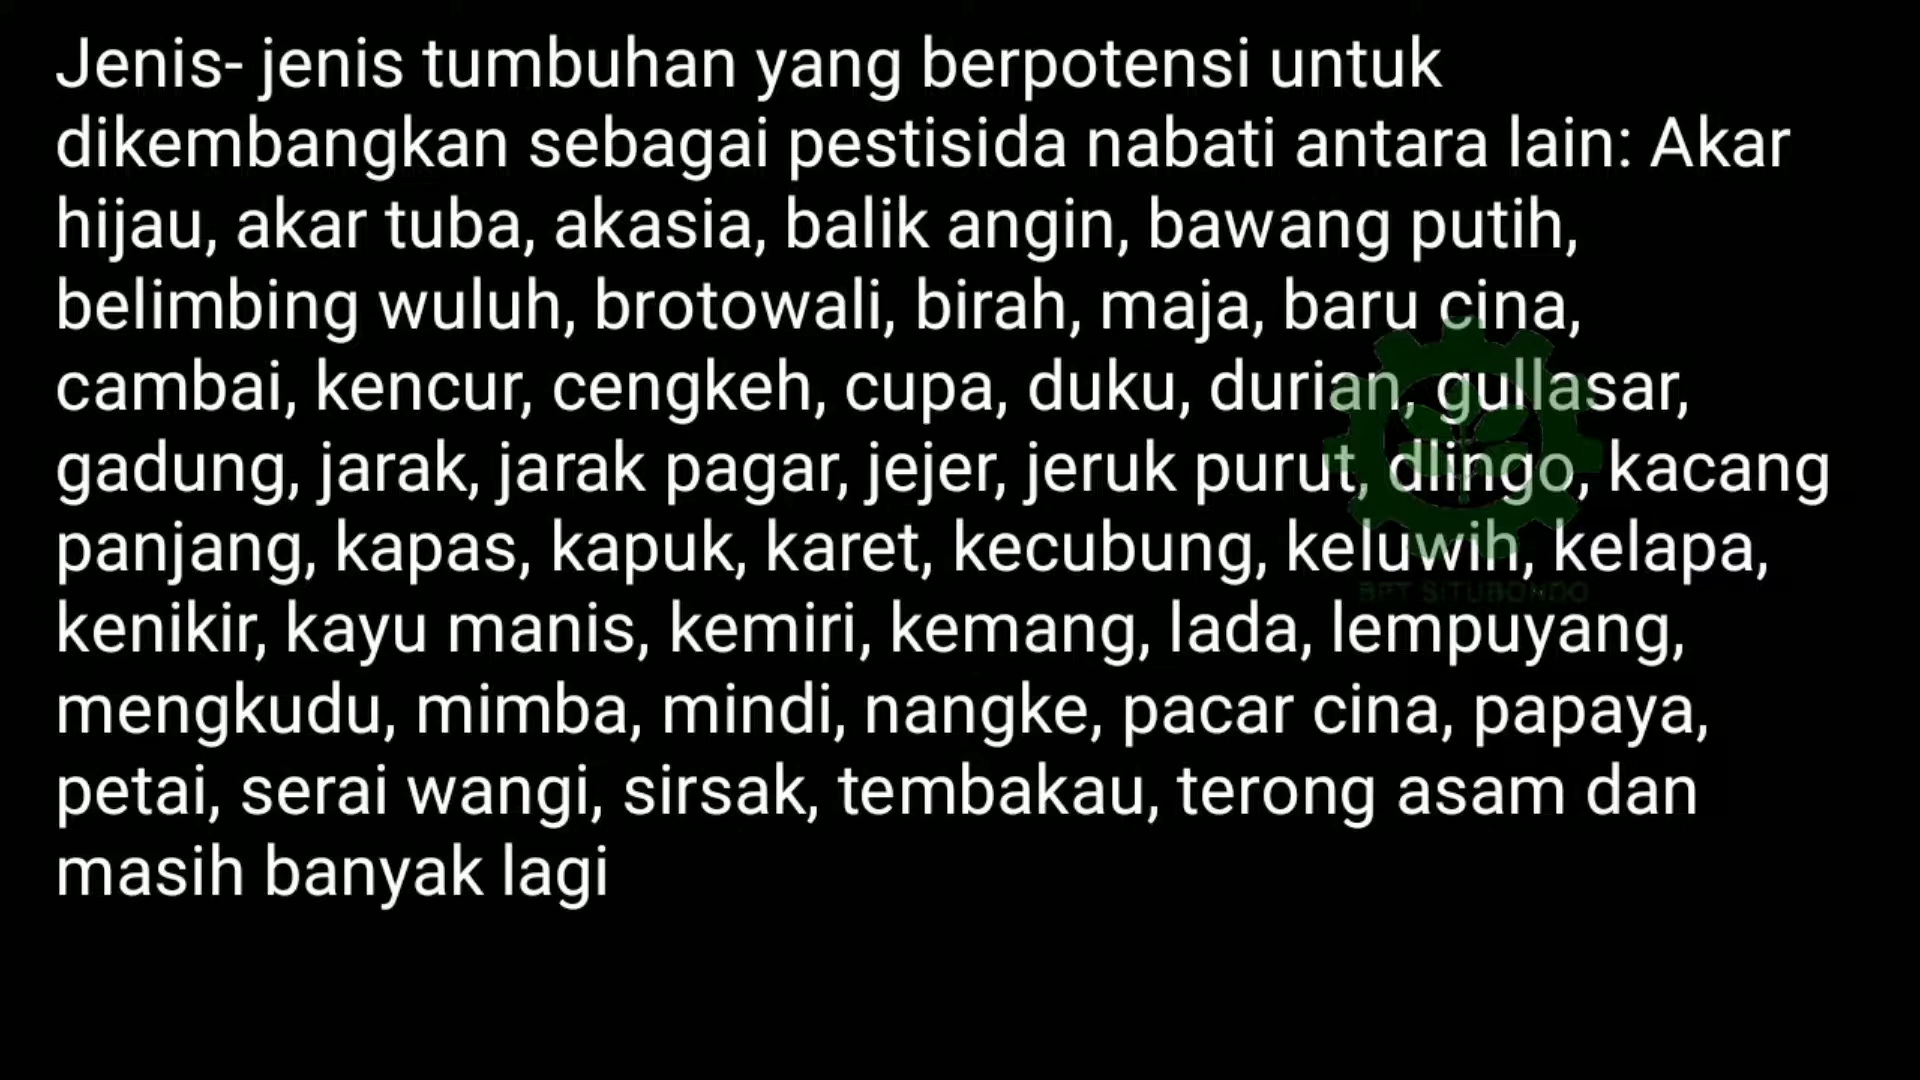 Jenis- jenis tumbuhan yang berpotensi untuk
dikembangkan sebagai pestisida nabati antara lain: Akar
hijau, akar tuba, akasia, balik angin, bawang putih,
belimbing wuluh, brotowali, birah, maja, baru cina,
cambai, kencur, cengkeh, cupa, duku, durian, gullasar,
gadung, jarak, jarak pagar, jejer, jeruk purut, dlingo, kacang
panjang, kapas, kapuk, karet, kecubung, keluwih, kelapa,
BPT SITUBONDO
kenikir, kayu manis, kemiri, kemang, lada, lempuyang,
mengkudu, mimba, mindi, nangke, pacar cina, papaya,
petai, serai wangi, sirsak, tembakau, terong asam dan
masih banyak lagi